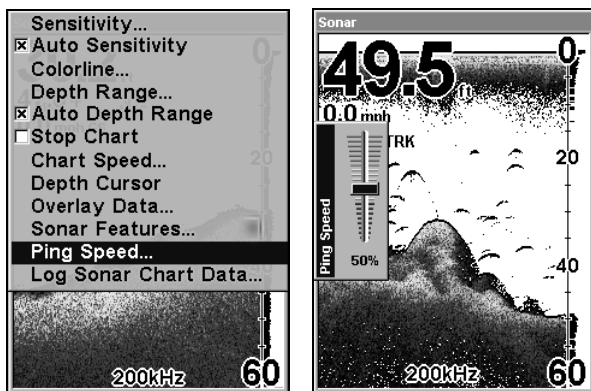 Sensitivity...
Auto Sensitivity
Colorline...
Depth Range...
Auto Depth Range
Stop Chart
Chart Speed...
Depth Cursor
Overlay Data...
Sonar Features...
Ping Speed...
Log Sonar Chart Data...
0
20
200kHz
60
Sonar
0
49.5 ft
0.0 mph
TRK
20
Ping Speed
50%
40
200kHz
60